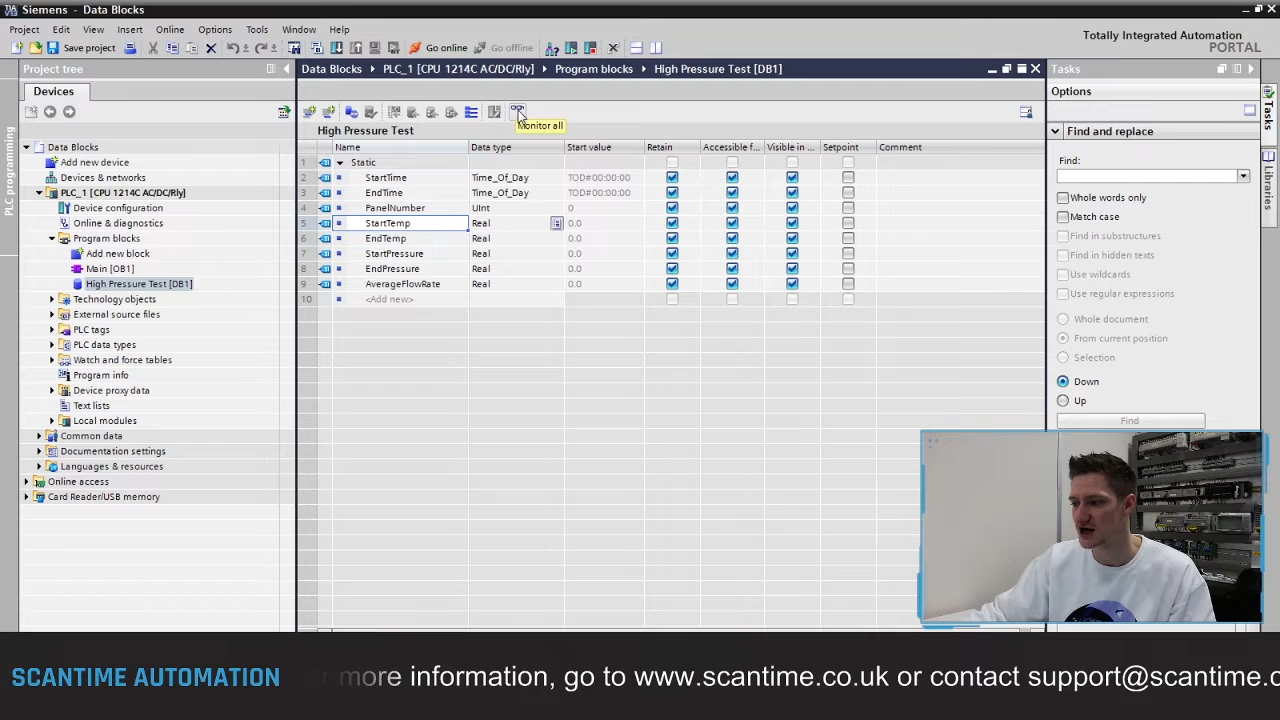 Siemens - Data Blocks
Project Edit View Insert Online Options Tools Window Help
Totally Integrated Automation
PORTAL
Save project Go online Go offline
Project tree
Data Blocks PLC_1 [CPU 1214C AC/DC/Rly] Program blocks High Pressure Test [DB1]
Tasks
Devices
Options
Monitor all
High Pressure Test
Find and replace
Name Data type Start value Retain Accessible f... Visible in ... Setpoint Comment
1 Static
2 StartTime Time_Of_Day TOD#00:00:00
3 EndTime Time_Of_Day TOD#00:00:00
4 PanelNumber UInt 0
5 StartTemp Real 0.0
6 EndTemp Real 0.0
7 StartPressure Real 0.0
8 EndPressure Real 0.0
9 AverageFlowRate Real 0.0
10 <Add new>
Data Blocks
Add new device
Devices & networks
PLC_1 [CPU 1214C AC/DC/Rly]
Device configuration
Online & diagnostics
Program blocks
Add new block
Main [OB1]
High Pressure Test [DB1]
Technology objects
External source files
PLC tags
PLC data types
Watch and force tables
Program info
Device proxy data
Text lists
Local modules
Common data
Documentation settings
Languages & resources
Online access
Card Reader/USB memory
PLC programming
Find:
Whole words only
Match case
Find in substructures
Find in hidden texts
Use wildcards
Use regular expressions
Whole document
From current position
Selection
Down
Up
Find
Tasks
Libraries
SCANTIME AUTOMATION
more information, go to www.scantime.co.uk or contact support@scantime.c